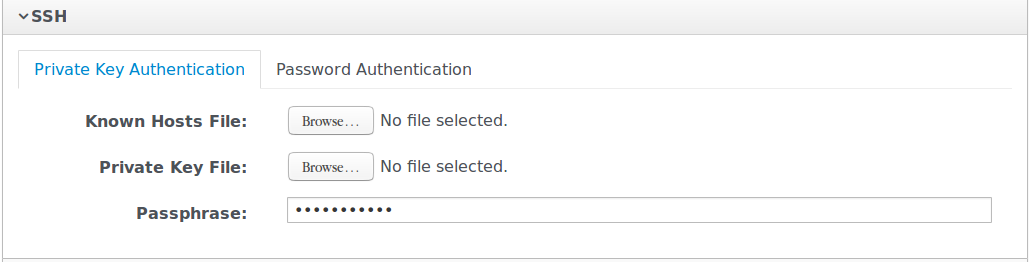 SSH
Private Key Authentication Password Authentication
Known Hosts File: Browse... No file selected.
Private Key File: Browse... No file selected.
Passphrase: •••••••••••